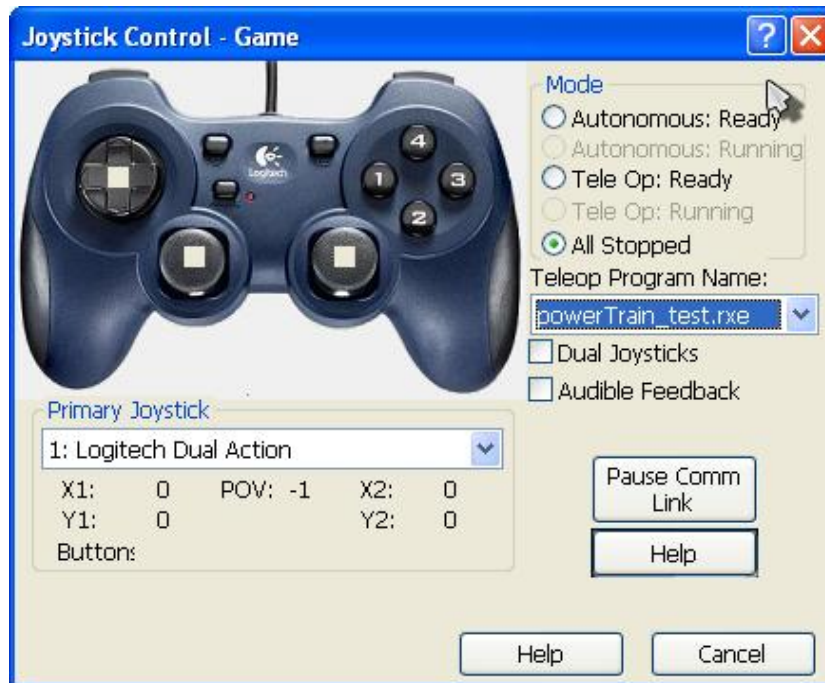 Joystick Control - Game
Mode
Autonomous: Ready
Autonomous: Running
Tele Op: Ready
Tele Op: Running
All Stopped
Teleop Program Name:
powerTrain_test.rxe
Dual Joysticks
Audible Feedback
Logitech
4
1
3
2
Primary Joystick
1: Logitech Dual Action
X1: 0 POV: -1 X2: 0
Y1: 0 Y2: 0
Buttons
Pause Comm
Link
Help
Help
Cancel